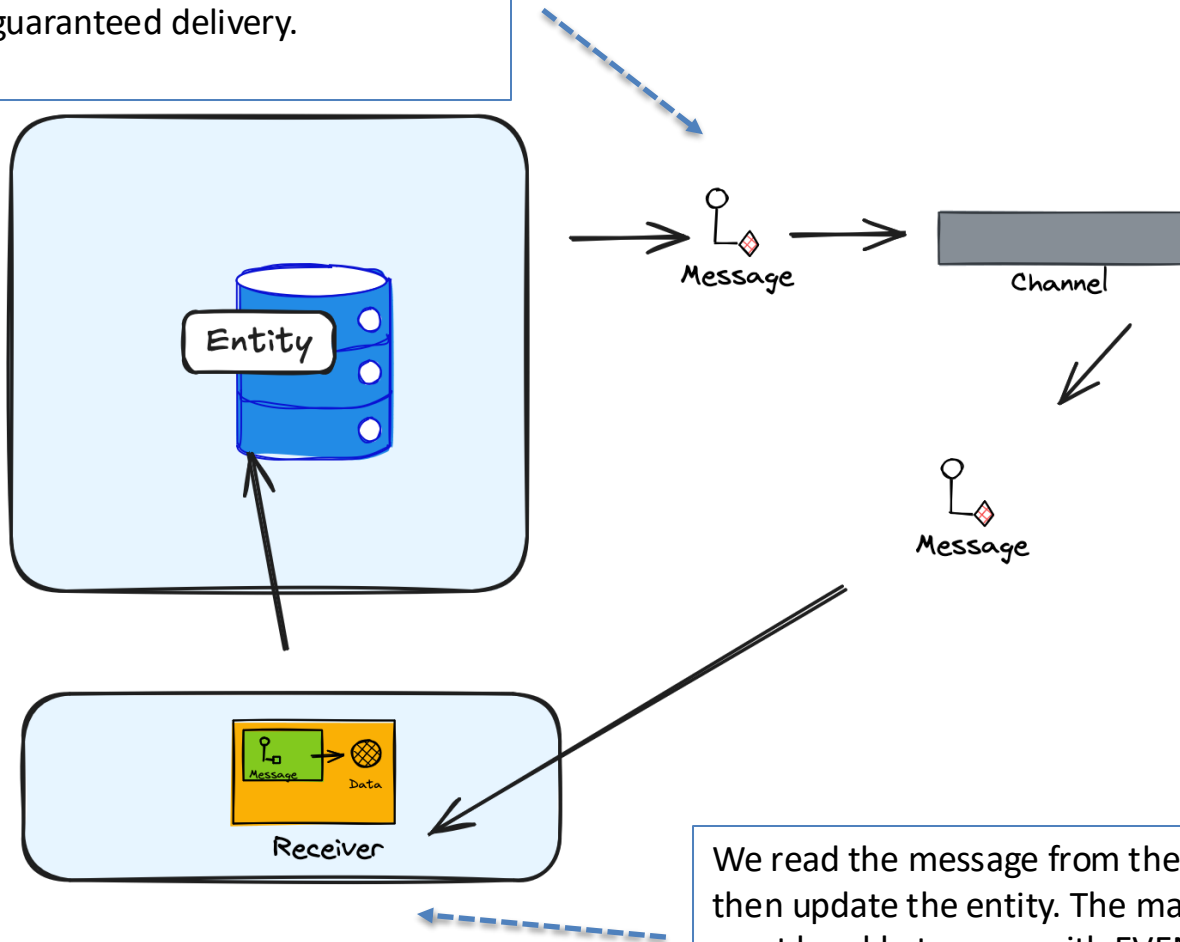 guaranteed delivery.
Message
Channel
Entity
Message
Message
Data
Receiver
We read the message from the
then update the entity. The ma